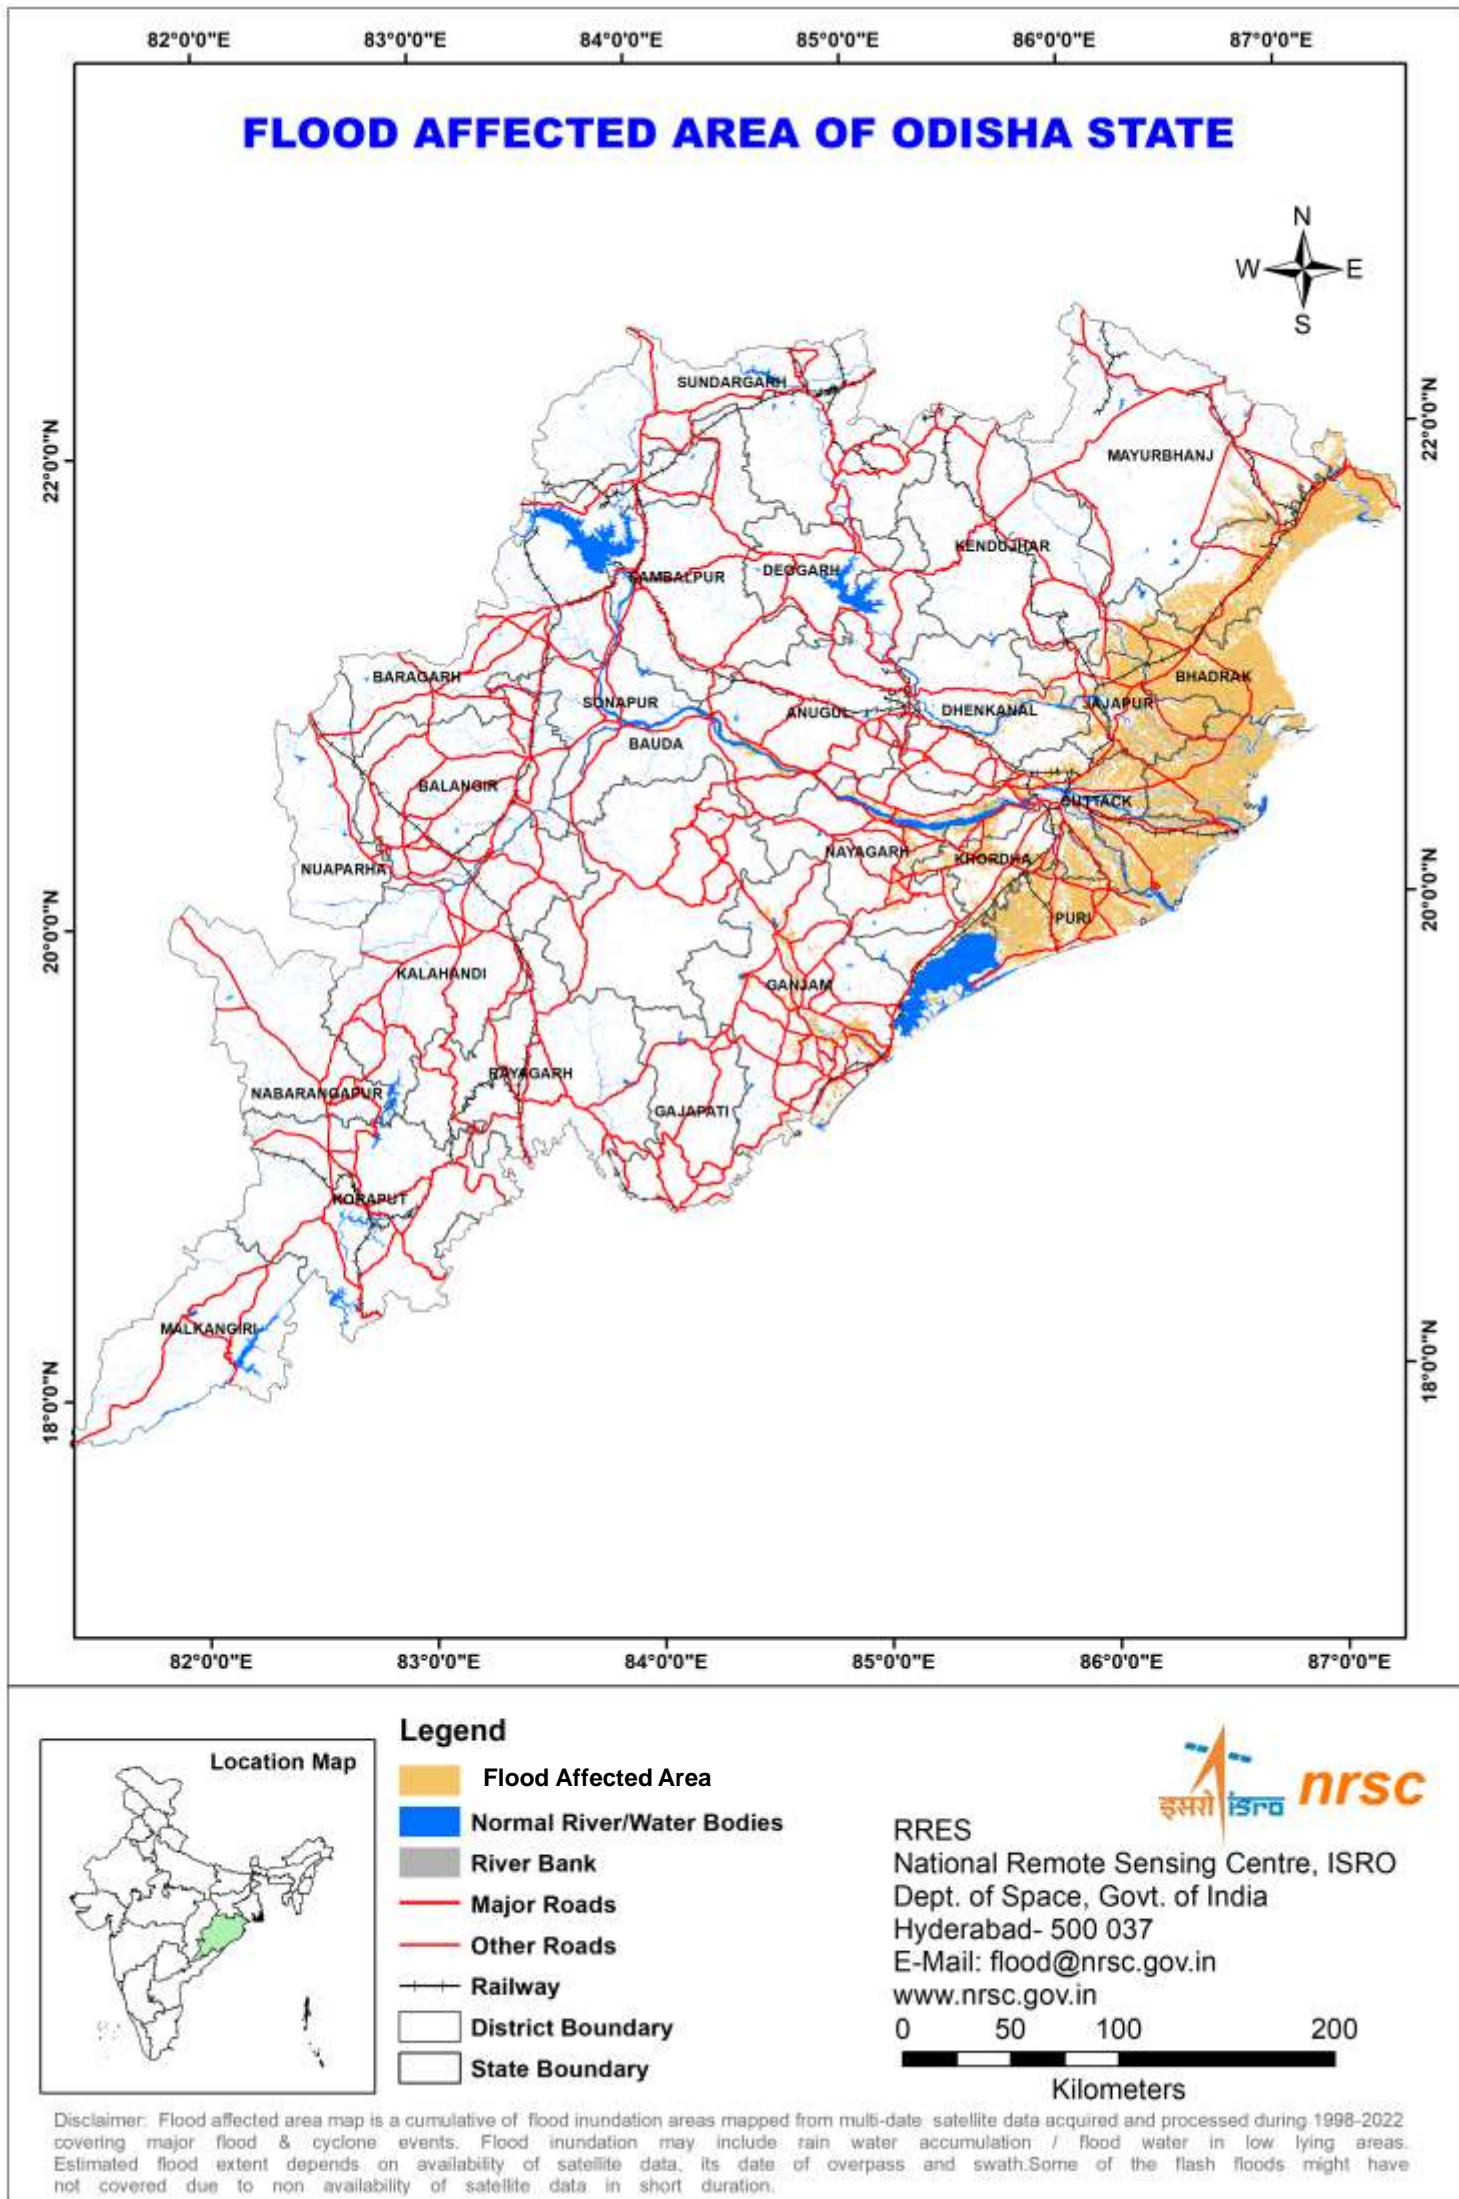 82°0'0"E 83°0'0"E 84°0'0"E 85°0'0"E 86°0'0"E 87°0'0"E
FLOOD AFFECTED AREA OF ODISHA STATE
N
W E
S
SUNDARGARH
22°0'0"N
22°0'0"N
MAYURBHANJ
KENDUJHAR
DEOGARH
SAMBALPUR
BARAGARH
BHADRAK
SONAPUR
JAJAPUR
ANUGUL
DHENKANAL
BAUDA
BALANGIR
CUTTACK
NAYAGARH
KHORDHA
NUAPARHA
20°0'0"N
20°0'0"N
PURI
KALAHANDI
GANJAM
RAYAGARH
NABARANGAPUR
GAJAPATI
KORAPUT
MALKANGIRI
18°0'0"N
18°0'0"N
82°0'0"E 83°0'0"E 84°0'0"E 85°0'0"E 86°0'0"E 87°0'0"E
Location Map
Legend
Flood Affected Area
Normal River/Water Bodies
River Bank
Major Roads
Other Roads
Railway
District Boundary
State Boundary
इसरो isro nrsc
RRES
National Remote Sensing Centre, ISRO
Dept. of Space, Govt. of India
Hyderabad- 500 037
E-Mail: flood@nrsc.gov.in
www.nrsc.gov.in
0 50 100 200
Kilometers
Disclaimer: Flood affected area map is a cumulative of flood inundation areas mapped from multi-date satellite data acquired and processed during 1998-2022
covering major flood & cyclone events. Flood inundation may include rain water accumulation / flood water in low lying areas.
Estimated flood extent depends on availability of satellite data, its date of overpass and swath.Some of the flash floods might have
not covered due to non availability of satellite data in short duration.